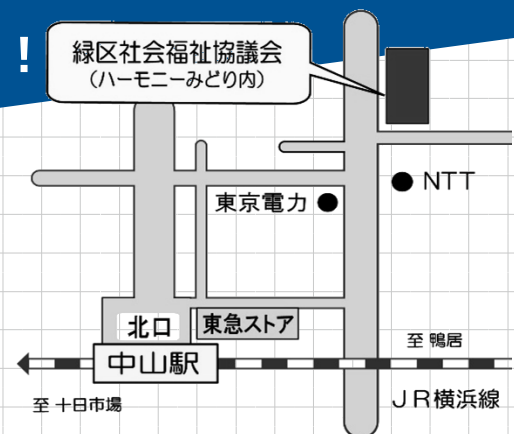 !
緑区社会福祉協議会
(ハーモニーみどり内)
NTT
東京電力
北口
東急ストア
至 鴨居
中山駅
JR横浜線
至 十日市場